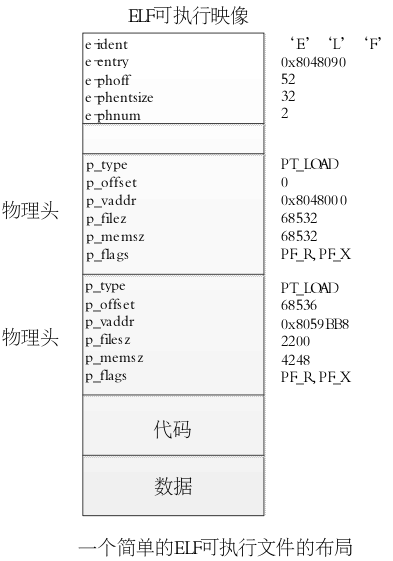 ELF可执行映像
e-ident ‘E’ ‘L’ ‘F’
e-entry 0x8048090
e-phoff 52
e-phentsize 32
e-phnum 2
物理头
p_type PT_LOAD
p_offset 0
p_vaddr 0x8048000
p_filez 68532
p_memsz 68532
p_flags PF_R, PF_X
物理头
p_type PT_LOAD
p_offset 68536
p_vaddr 0x8059BB8
p_filesz 2200
p_memsz 4248
p_flags PF_R, PF_X
代码
数据
一个简单的ELF可执行文件的布局